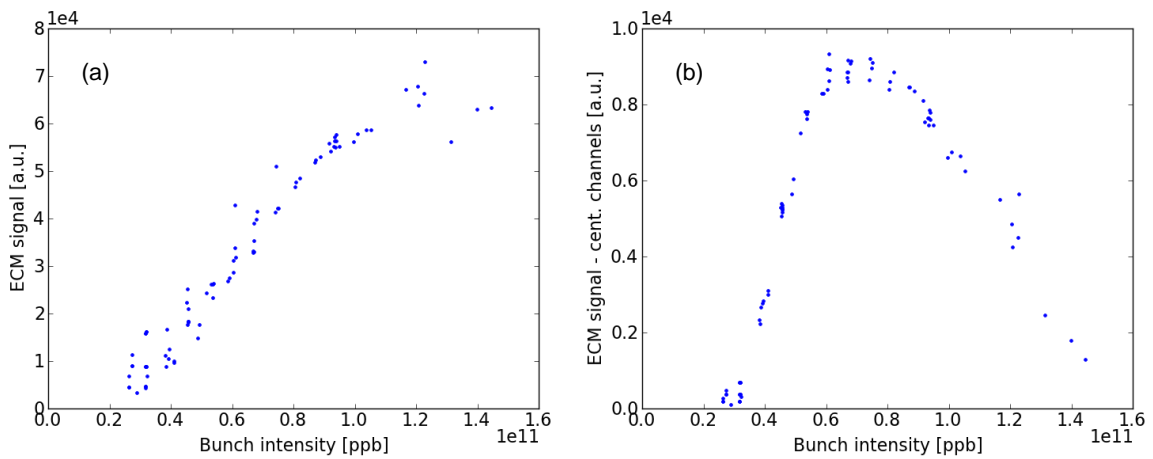 1e4
8
7
6
5
4
3
2
1
0
(a)
ECM signal [a.u.]
0.0 0.2 0.4 0.6 0.8 1.0 1.2 1.4 1.6
1e11
Bunch intensity [ppb]
1e4
1.0
0.8
0.6
0.4
0.2
0.0
(b)
ECM signal - cent. channels [a.u.]
0.0 0.2 0.4 0.6 0.8 1.0 1.2 1.4 1.6
1e11
Bunch intensity [ppb]